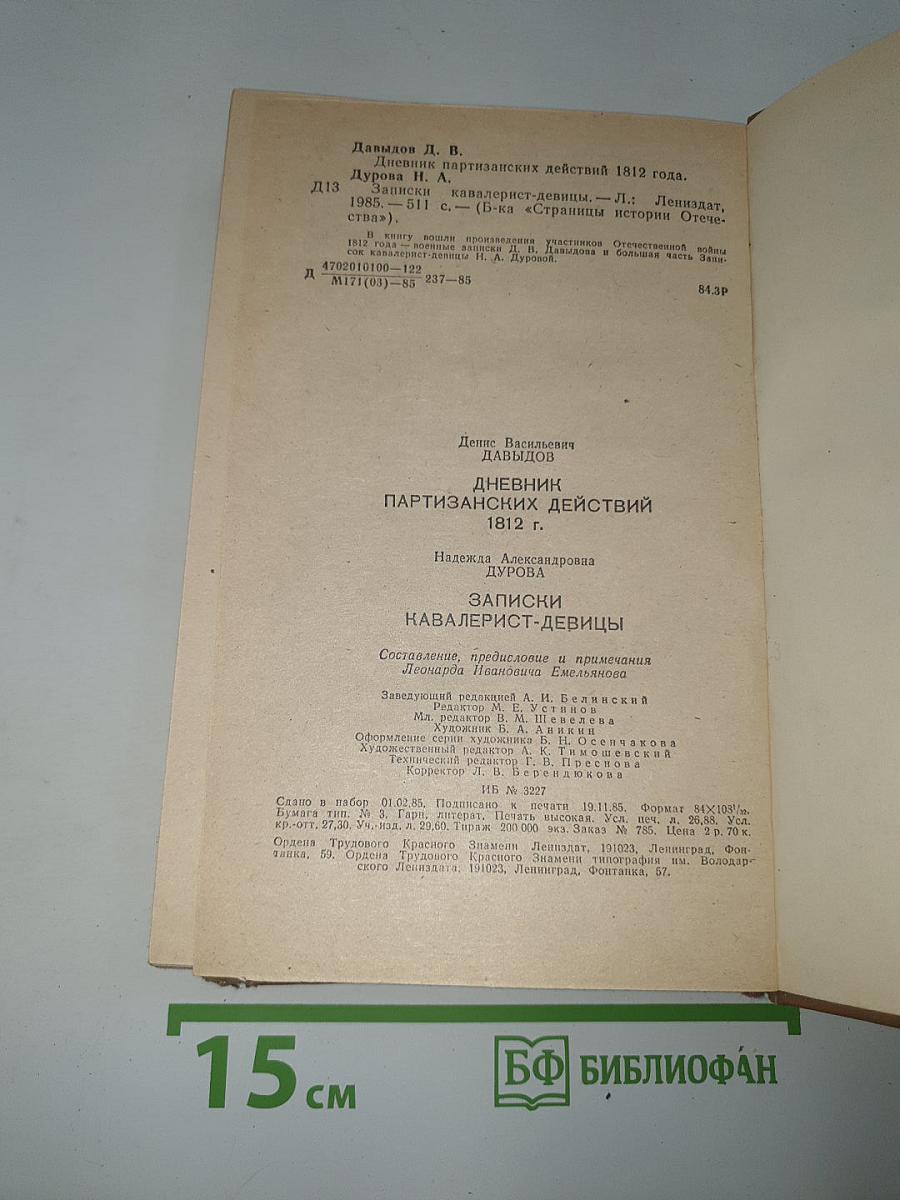 Давыдов Д. В.
Дневник партизанских действий 1812 года.
Дурова Н. А.
Д13 Записки кавалерист-девицы. — Л.: Лениздат,
1985. — 511 с. — (Б-ка «Страницы истории Отече-
ства»).
В книгу вошли произведения участников Отечественной войны
1812 года — военные записки Д. В. Давыдова и большая часть Запи-
сок кавалерист-девицы Н. А. Дуровой.
Д 4702010100—122
М171(03)—85 237—85
84.3Р
Денис Васильевич
ДАВЫДОВ
ДНЕВНИК
ПАРТИЗАНСКИХ ДЕЙСТВИЙ
1812 г.
Надежда Александровна
ДУРОВА
ЗАПИСКИ
КАВАЛЕРИСТ-ДЕВИЦЫ
Составление, предисловие и примечания
Леонарда Ивановича Емельянова
Заведующий редакцией А. И. Белинский
Редактор М. Е. Устинов
Мл. редактор В. М. Шевелева
Художник Б. А. Аникин
Оформление серии художника Б. Н. Осенчакова
Художественный редактор А. К. Тимошевский
Технический редактор Г. В. Преснова
Корректор Л. В. Берендюкова
ИБ № 3227
Сдано в набор 01.02.85. Подписано к печати 19.11.85. Формат 84×108¹/₃₂.
Бумага тип. № 3. Гарн. литерат. Печать высокая. Усл. печ. л. 26,88. Усл.
кр.-отт. 27,30. Уч.-изд. л. 29,60. Тираж 200 000 экз. Заказ № 785. Цена 2 р. 70 к.
Ордена Трудового Красного Знамени Лениздат, 191023, Ленинград, Фон-
танка, 59. Ордена Трудового Красного Знамени типография им. Володар-
ского Лениздата, 191023, Ленинград, Фонтанка, 57.
15 см
БФ БИБЛИОФАН